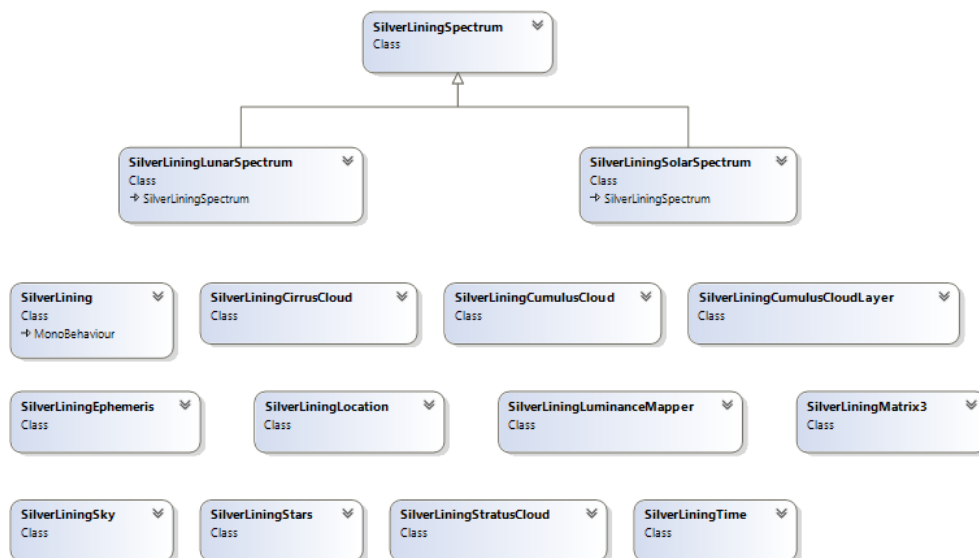 SilverLiningSpectrum
Class
SilverLiningLunarSpectrum
Class
SilverLiningSpectrum
SilverLiningSolarSpectrum
Class
SilverLiningSpectrum
SilverLining
Class
MonoBehaviour
SilverLiningCirrusCloud
Class
SilverLiningCumulusCloud
Class
SilverLiningCumulusCloudLayer
Class
SilverLiningEphemeris
Class
SilverLiningLocation
Class
SilverLiningLuminanceMapper
Class
SilverLiningMatrix3
Class
SilverLiningSky
Class
SilverLiningStars
Class
SilverLiningStratusCloud
Class
SilverLiningTime
Class